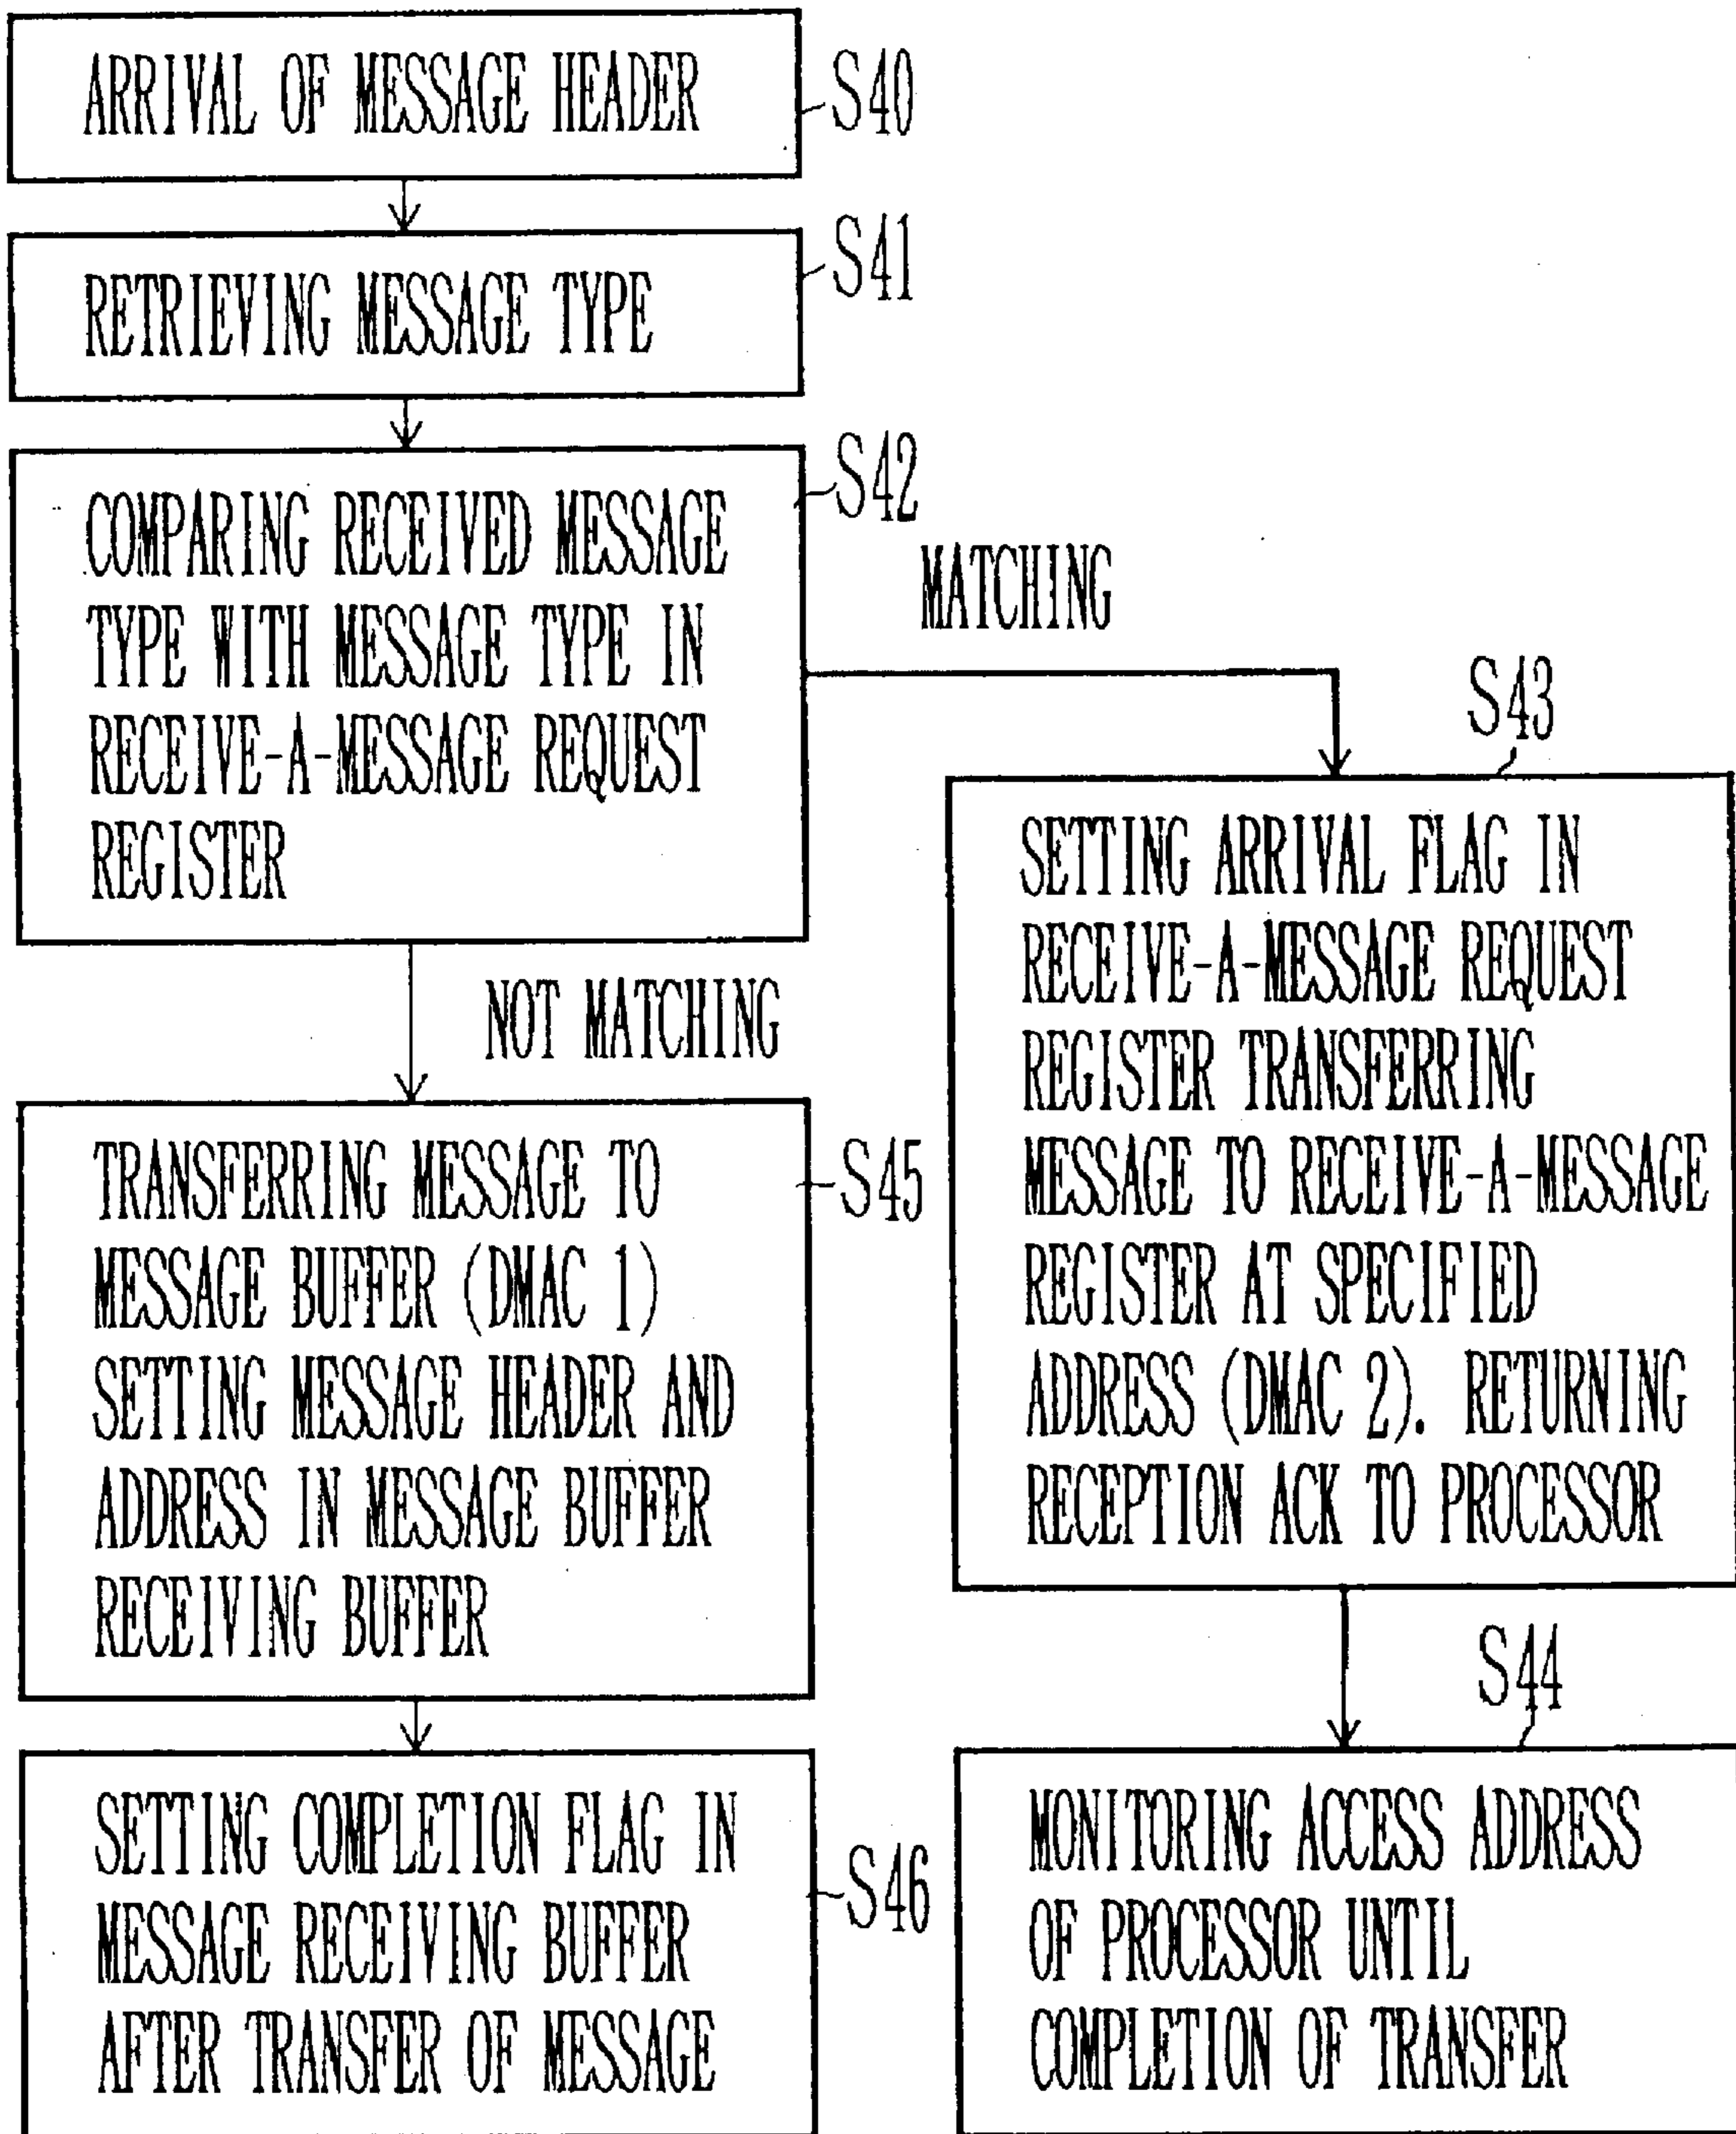 ARRIVAL OF MESSAGE HEADER
S40
RETRIEVING MESSAGE TYPE
S41
COMPARING RECEIVED MESSAGE
TYPE WITH MESSAGE TYPE IN
RECEIVE-A-MESSAGE REQUEST
REGISTER
S42
MATCHING
S43
SETTING ARRIVAL FLAG IN
RECEIVE-A-MESSAGE REQUEST
REGISTER TRANSFERRING
MESSAGE TO RECEIVE-A-MESSAGE
REGISTER AT SPECIFIED
ADDRESS (DMAC 2). RETURNING
RECEPTION ACK TO PROCESSOR
S44
MONITORING ACCESS ADDRESS
OF PROCESSOR UNTIL
COMPLETION OF TRANSFER
NOT MATCHING
TRANSFERRING MESSAGE TO
MESSAGE BUFFER (DMAC 1)
SETTING MESSAGE HEADER AND
ADDRESS IN MESSAGE BUFFER
RECEIVING BUFFER
S45
SETTING COMPLETION FLAG IN
MESSAGE RECEIVING BUFFER
AFTER TRANSFER OF MESSAGE
S46